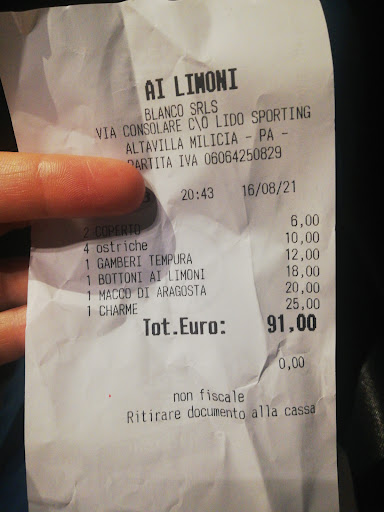 AI LIMONI
BLANCO SRLS
VIA CONSOLARE C\O LIDO SPORTING
ALTAVILLA MILICIA - PA -
PARTITA IVA 06064250829
20:43 16/08/21
2 COPERTO 6,00
4 ostriche 10,00
1 GAMBERI TEMPURA 12,00
1 BOTTONI AI LIMONI 18,00
1 MACCO DI ARAGOSTA 20,00
1 CHARME 25,00
Tot.Euro: 91,00
0,00
non fiscale
Ritirare documento alla cassa